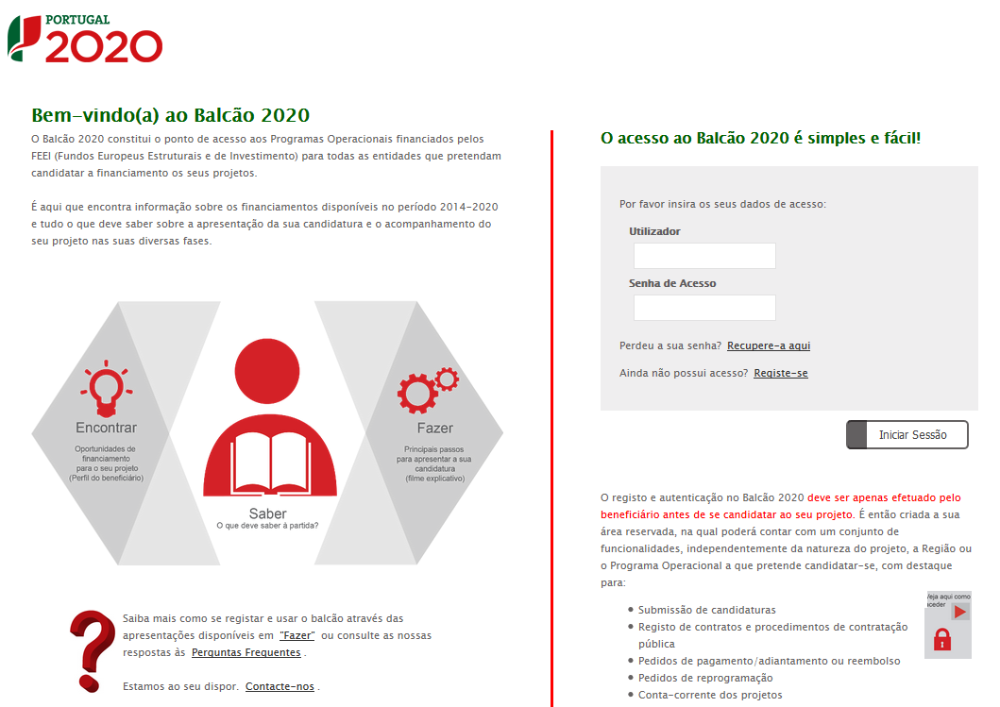 PORTUGAL
2020
Bem-vindo(a) ao Balcão 2020
O Balcão 2020 constitui o ponto de acesso aos Programas Operacionais financiados pelos
FEEI (Fundos Europeus Estruturais e de Investimento) para todas as entidades que pretendam
candidatar a financiamento os seus projetos.
É aqui que encontra informação sobre os financiamentos disponíveis no período 2014-2020
e tudo o que deve saber sobre a apresentação da sua candidatura e o acompanhamento do
seu projeto nas suas diversas fases.
Encontrar
Oportunidades de
financiamento
para o seu projeto
(Perfil do beneficiário)
Saber
O que deve saber à partida?
Fazer
Principais passos
para apresentar a sua
candidatura
(filme explicativo)
Saiba mais como se registar e usar o balcão através das
apresentações disponíveis em "Fazer" ou consulte as nossas
respostas às Perguntas Frequentes .
Estamos ao seu dispor. Contacte-nos .
O acesso ao Balcão 2020 é simples e fácil!
Por favor insira os seus dados de acesso:
Utilizador
Senha de Acesso
Perdeu a sua senha? Recupere-a aqui
Ainda não possui acesso? Registe-se
Iniciar Sessão
O registo e autenticação no Balcão 2020 deve ser apenas efetuado pelo
beneficiário antes de se candidatar ao seu projeto. É então criada a sua
área reservada, na qual poderá contar com um conjunto de
funcionalidades, independentemente da natureza do projeto, a Região ou
o Programa Operacional a que pretende candidatar-se, com destaque
para:
Veja aqui como
aceder
• Submissão de candidaturas
• Registo de contratos e procedimentos de contratação
pública
• Pedidos de pagamento/adiantamento ou reembolso
• Pedidos de reprogramação
• Conta-corrente dos projetos